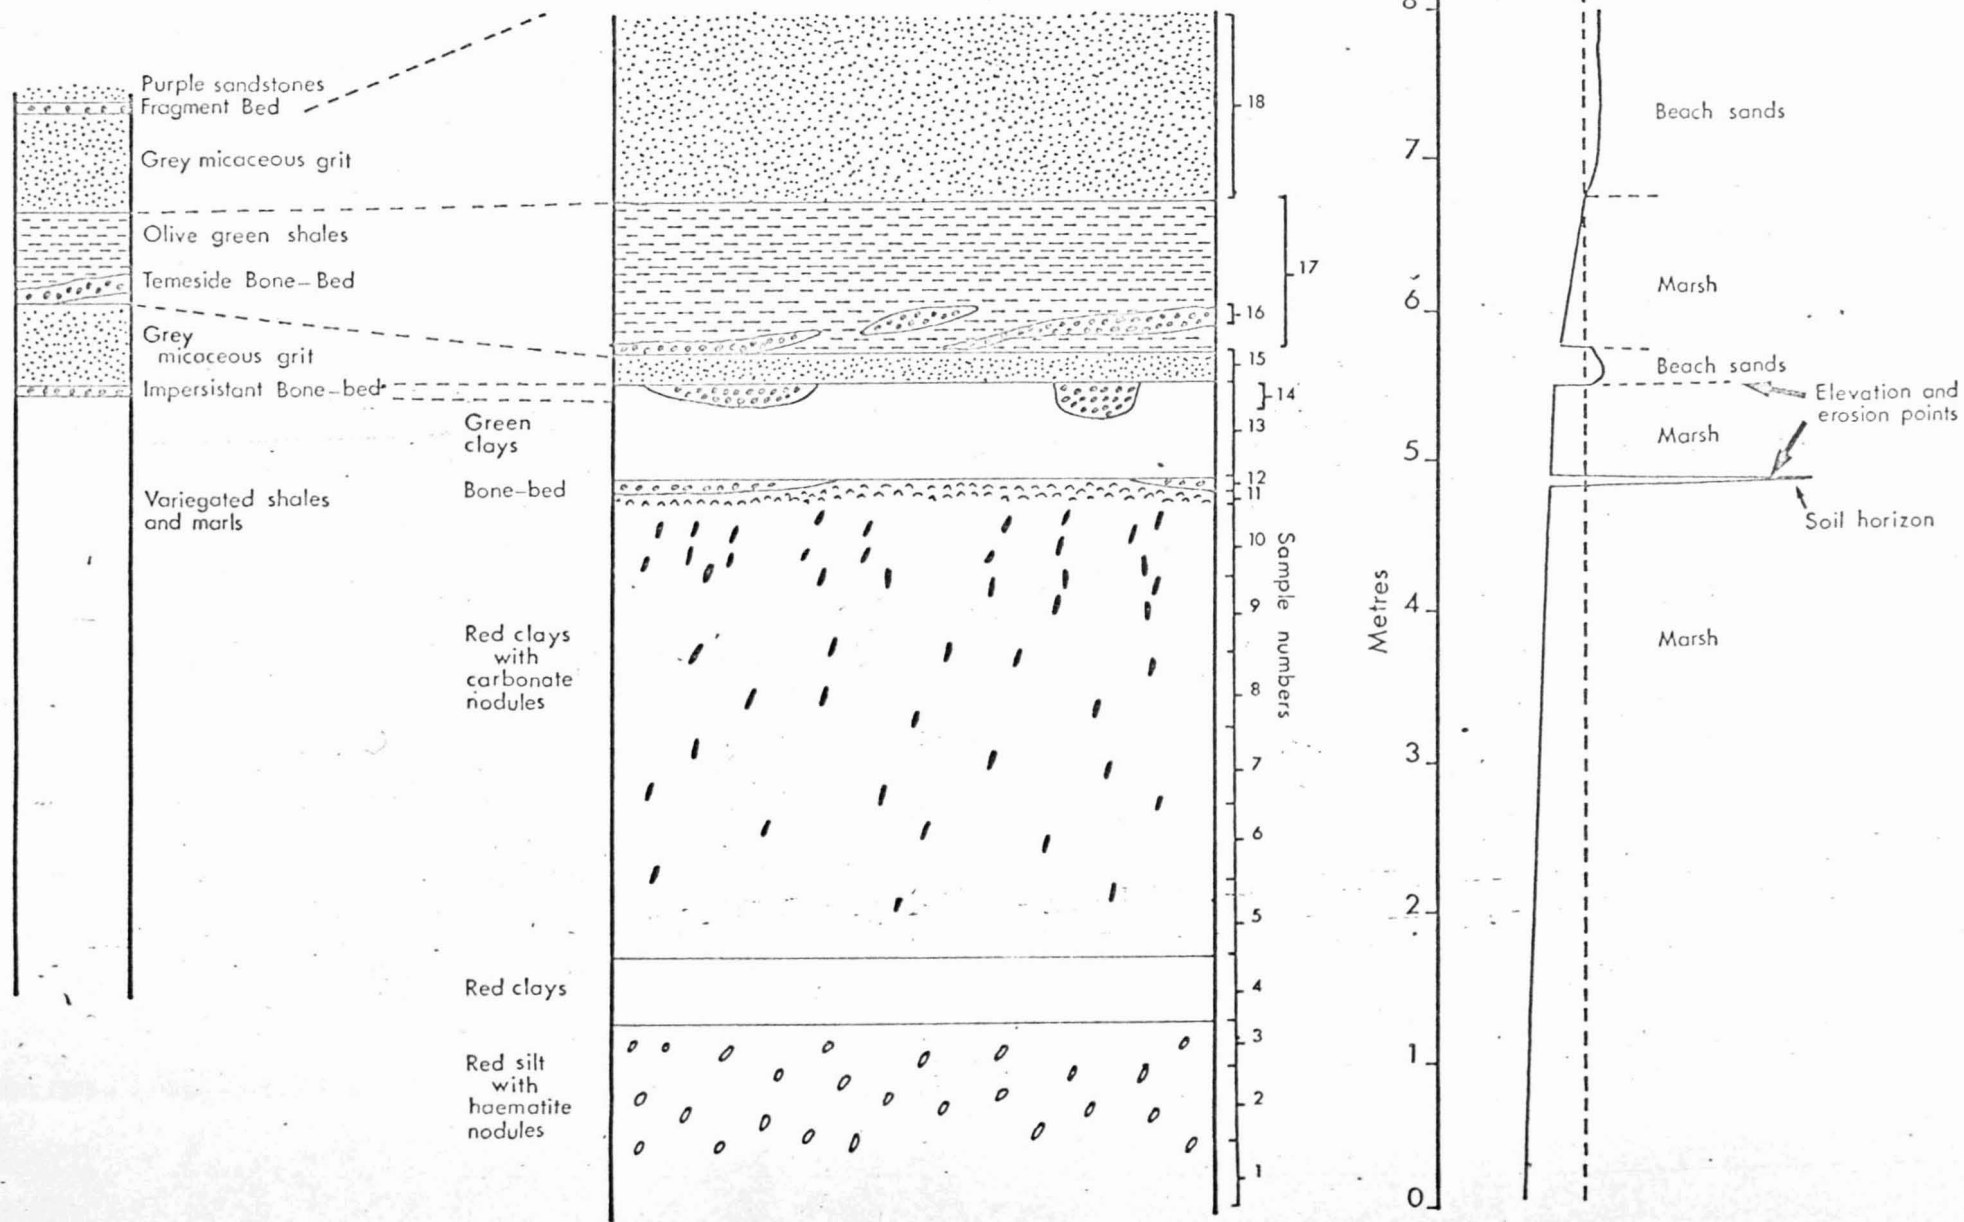 Purple sandstones
Fragment Bed
Grey micaceous grit
Olive green shales
Temeside Bone-Bed
Grey
micaceous grit
Impersistant Bone-bed
Variegated shales
and marls
Green
clays
Bone-bed
Red clays
with
carbonate
nodules
Red clays
Red silt
with
haematite
nodules
18
17
16
15
14
13
12
11
10
9
8
7
6
5
4
3
2
1
Sample numbers
Metres
8
7
6
5
4
3
2
1
0
Beach sands
Marsh
Beach sands
Elevation and
erosion points
Marsh
Soil horizon
Marsh